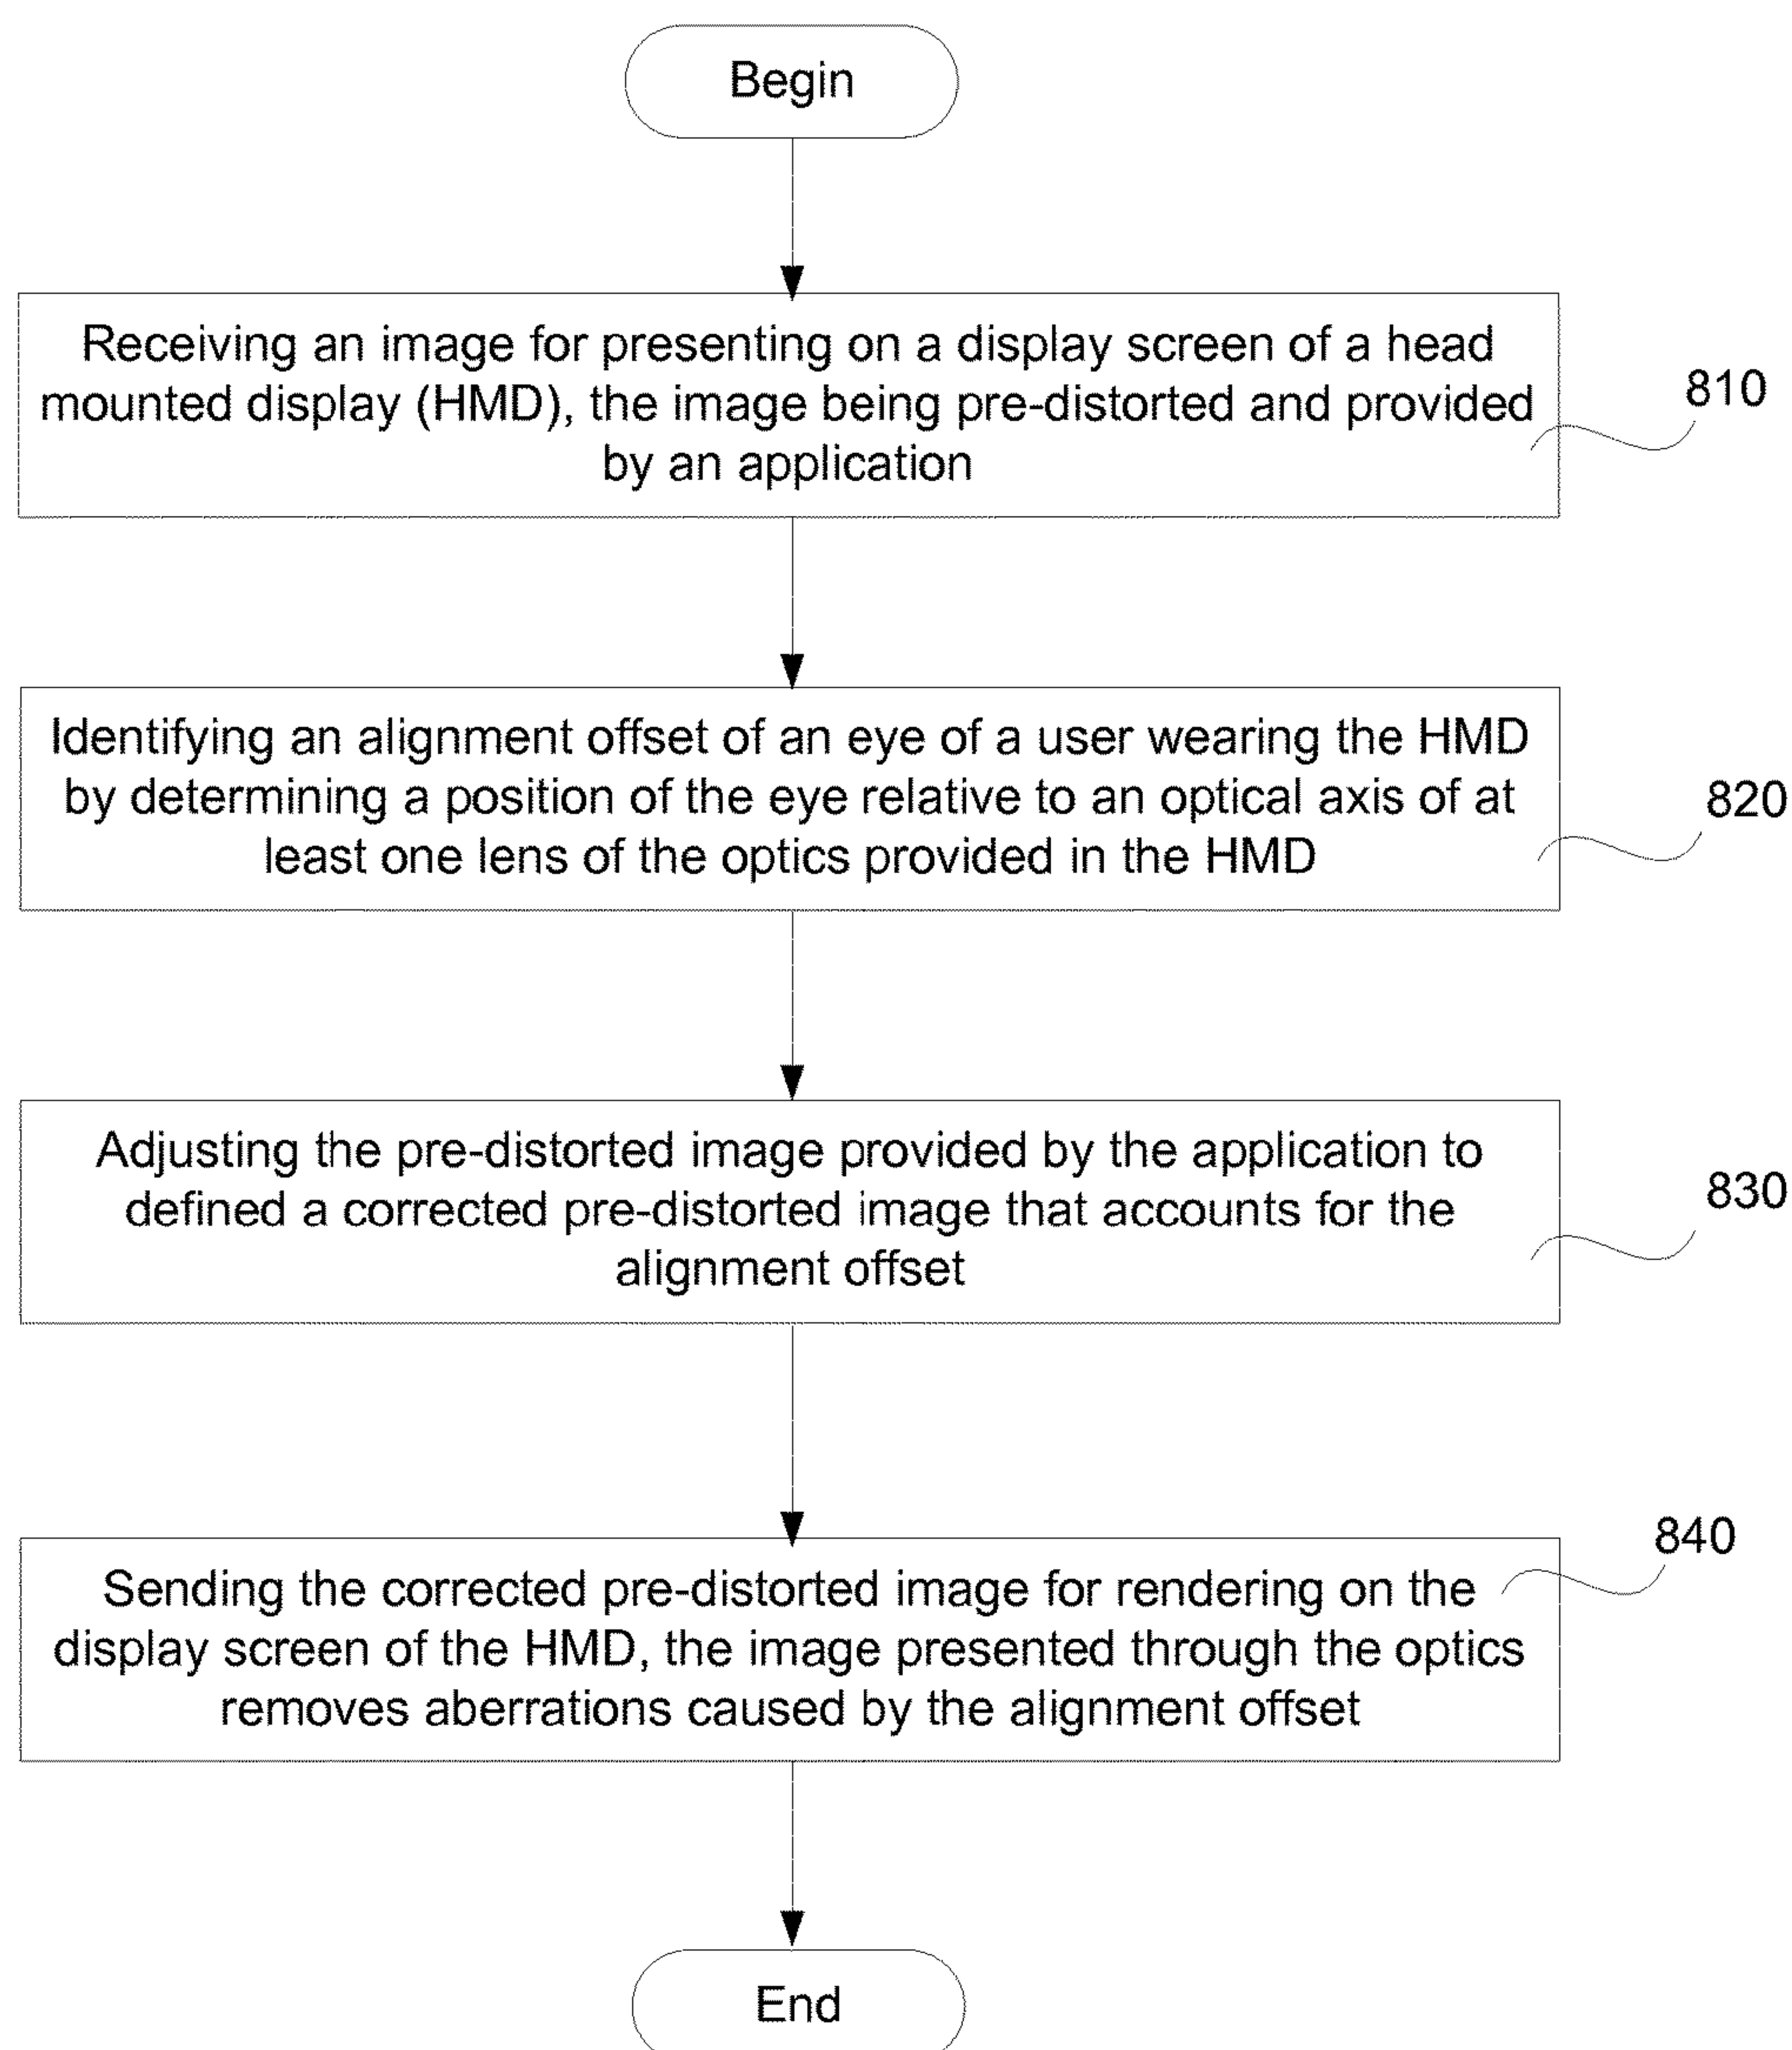 Begin
Receiving an image for presenting on a display screen of a head
mounted display (HMD), the image being pre-distorted and provided
by an application
810
Identifying an alignment offset of an eye of a user wearing the HMD
by determining a position of the eye relative to an optical axis of at
least one lens of the optics provided in the HMD
820
Adjusting the pre-distorted image provided by the application to
defined a corrected pre-distorted image that accounts for the
alignment offset
830
Sending the corrected pre-distorted image for rendering on the
display screen of the HMD, the image presented through the optics
removes aberrations caused by the alignment offset
840
End